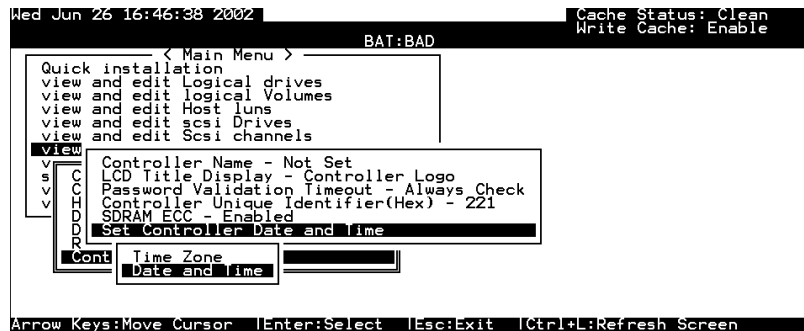 Wed Jun 26 16:46:38 2002
Cache Status: Clean
Write Cache: Enable
BAT:BAD
< Main Menu >
Quick installation
view and edit Logical drives
view and edit logical Volumes
view and edit Host luns
view and edit scsi Drives
view and edit Scsi channels
view
v
s
v
v
C
C
H
D
D
R
Cont
Controller Name - Not Set
LCD Title Display - Controller Logo
Password Validation Timeout - Always Check
Controller Unique Identifier(Hex) - 221
SDRAM ECC - Enabled
Set Controller Date and Time
Time Zone
Date and Time
Arrow Keys:Move Cursor |Enter:Select |Esc:Exit |Ctrl+L:Refresh Screen